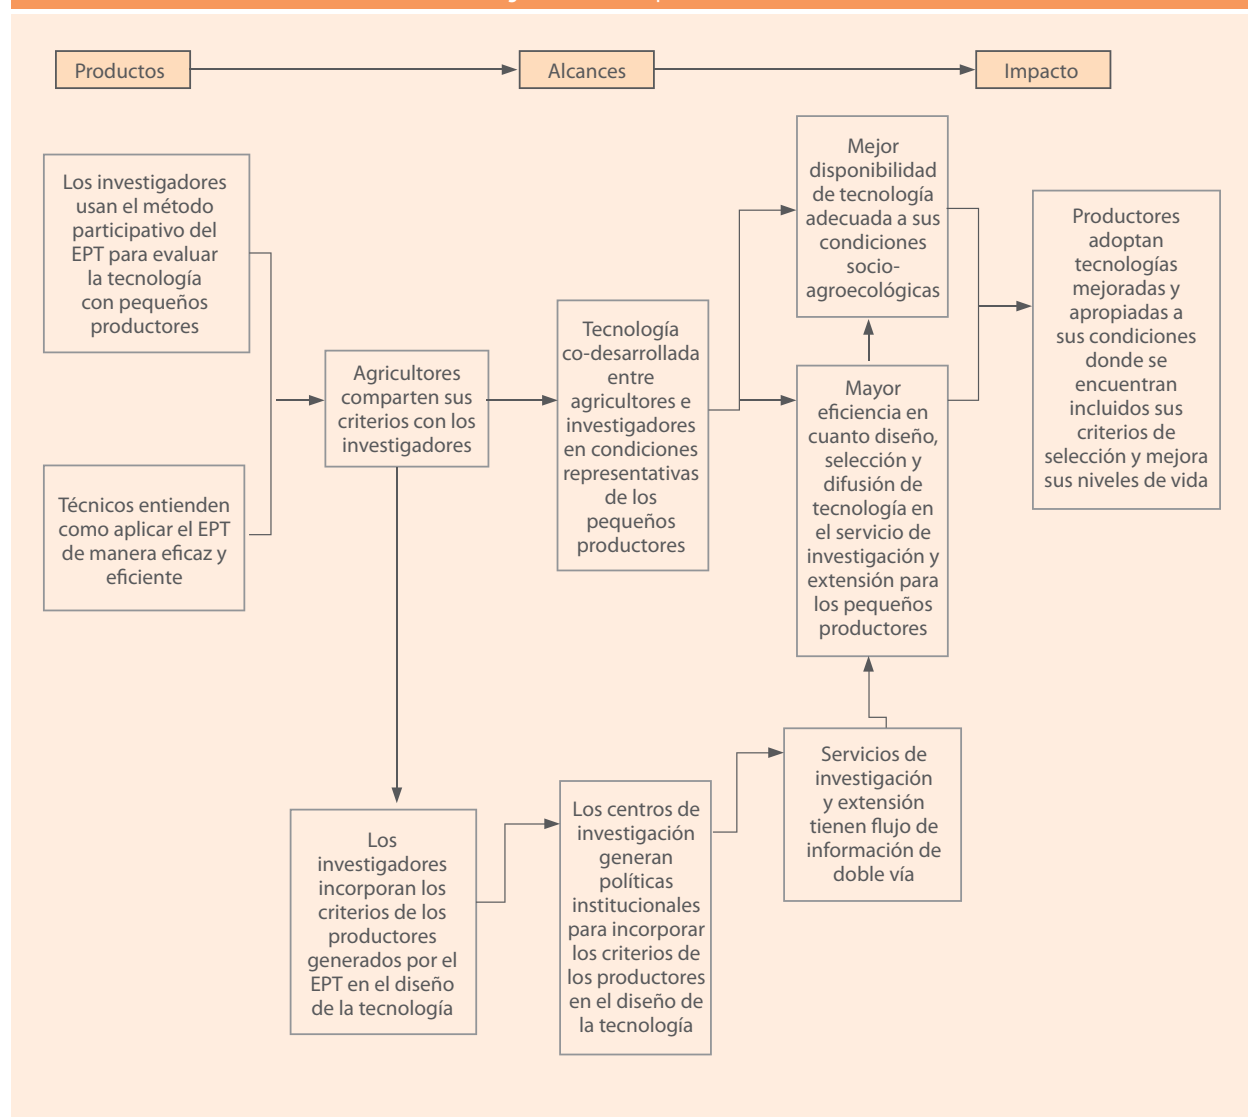 Productos
Alcances
Impacto
Los investigadores
usan el método
participativo del
EPT para evaluar
la tecnología
con pequeños
productores
Técnicos entienden
como aplicar el EPT
de manera eficaz y
eficiente
Agricultores
comparten sus
criterios con los
investigadores
Tecnología
co-desarrollada
entre
agricultores e
investigadores
en condiciones
representativas
de los
pequeños
productores
Mejor
disponibilidad
de tecnología
adecuada a sus
condiciones
socio-
agroecológicas
Mayor
eficiencia en
cuanto diseño,
selección y
difusión de
tecnología en
el servicio de
investigación y
extensión para
los pequeños
productores
Productores
adoptan
tecnologías
mejoradas y
apropiadas a
sus condiciones
donde se
encuentran
incluidos sus
criterios de
selección y mejora
sus niveles de vida
Los
investigadores
incorporan los
criterios de los
productores
generados por el
EPT en el diseño
de la tecnología
Los centros de
investigación
generan
políticas
institucionales
para incorporar
los criterios de
los productores
en el diseño de
la tecnología
Servicios de
investigación
y extensión
tienen flujo de
información de
doble vía